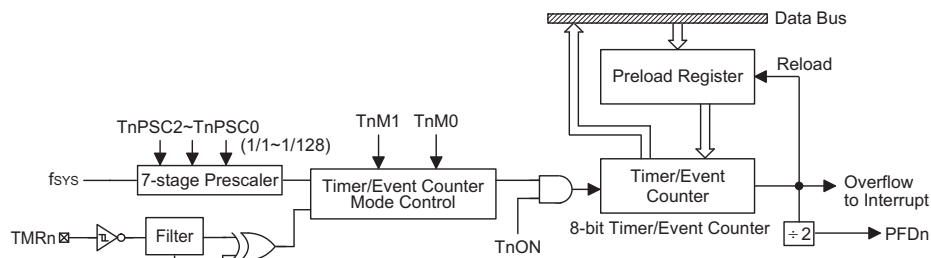 Data Bus
Preload Register
Reload
TnPSC2~TnPSC0
(1/1~1/128)
TnM1
TnM0
fSYS
7-stage Prescaler
Timer/Event Counter
Mode Control
Timer/Event
Counter
Overflow
to Interrupt
TMRn
Filter
TnON
8-bit Timer/Event Counter
÷2
PFDn